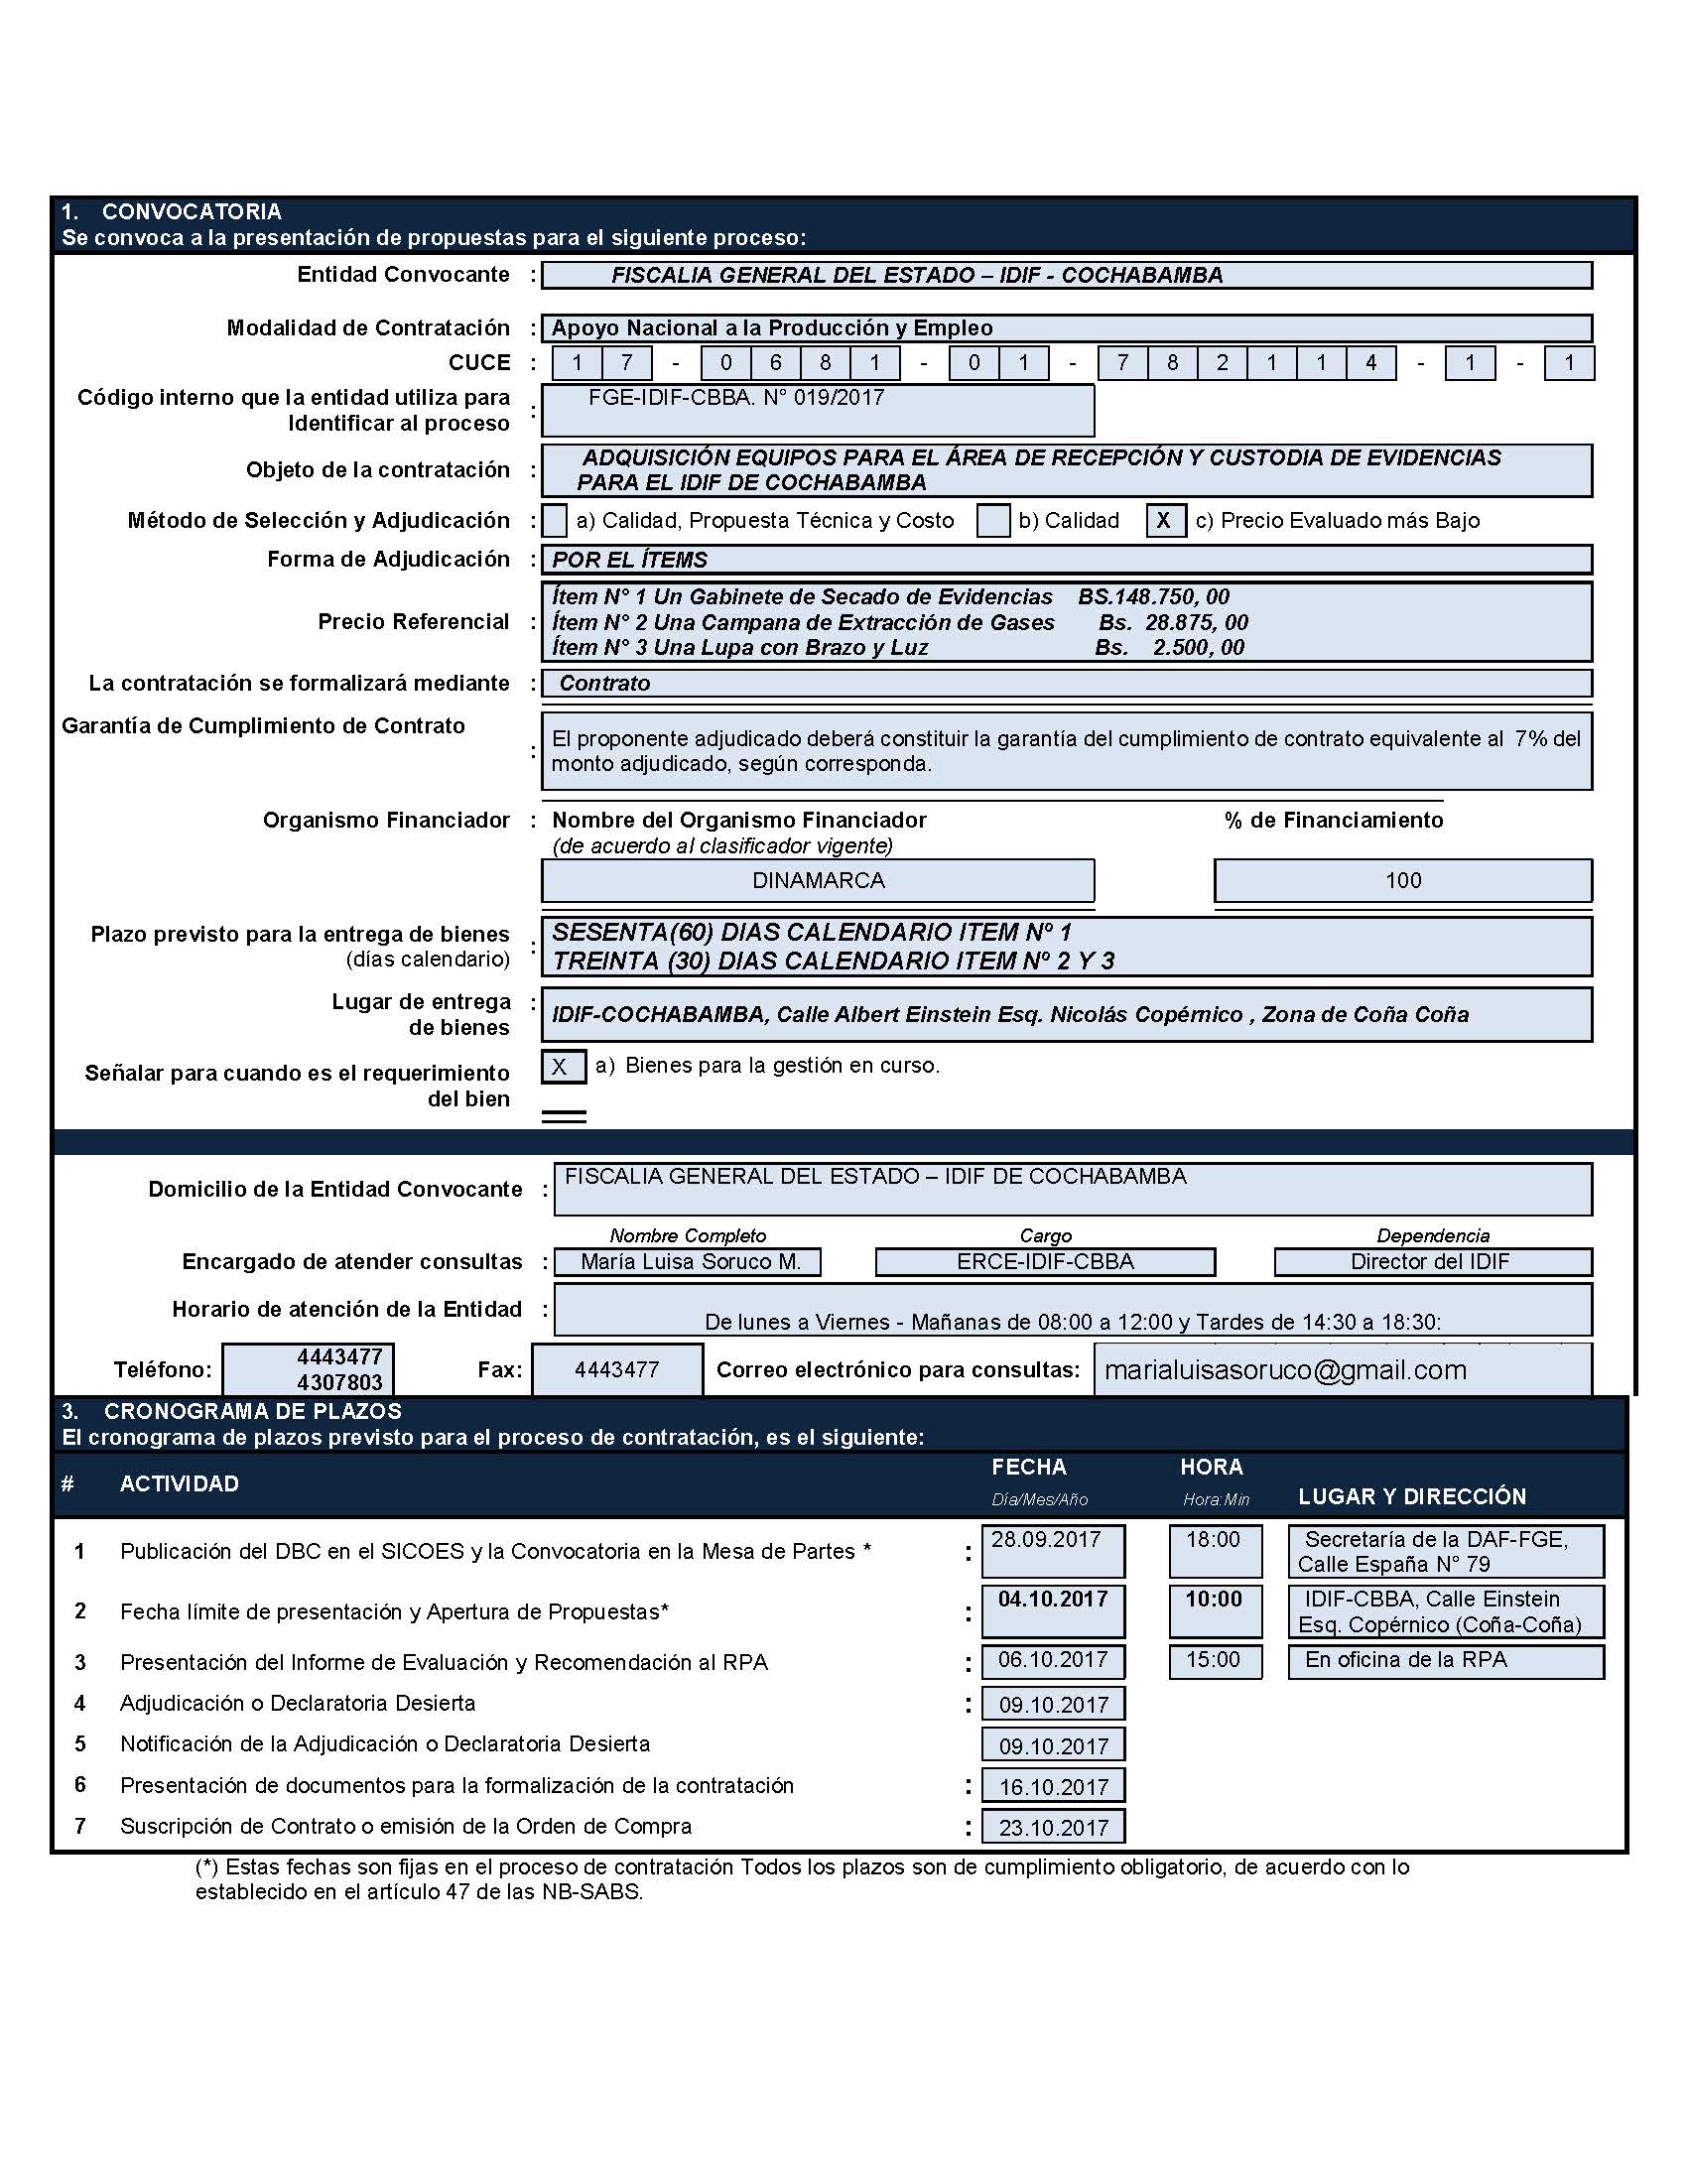 1. CONVOCATORIA
Se convoca a la presentación de propuestas para el siguiente proceso:
Entidad Convocante : FISCALIA GENERAL DEL ESTADO – IDIF - COCHABAMBA
Modalidad de Contratación : Apoyo Nacional a la Producción y Empleo
CUCE : 1 7 - 0 6 8 1 - 0 1 - 7 8 2 1 1 4 - 1 - 1
Código interno que la entidad utiliza para
Identificar al proceso : FGE-IDIF-CBBA. N° 019/2017
Objeto de la contratación : ADQUISICIÓN EQUIPOS PARA EL ÁREA DE RECEPCIÓN Y CUSTODIA DE EVIDENCIAS
PARA EL IDIF DE COCHABAMBA
Método de Selección y Adjudicación : a) Calidad, Propuesta Técnica y Costo b) Calidad X c) Precio Evaluado más Bajo
Forma de Adjudicación : POR EL ÍTEMS
Precio Referencial : Ítem N° 1 Un Gabinete de Secado de Evidencias BS.148.750, 00
Ítem N° 2 Una Campana de Extracción de Gases Bs. 28.875, 00
Ítem N° 3 Una Lupa con Brazo y Luz Bs. 2.500, 00
La contratación se formalizará mediante : Contrato
Garantía de Cumplimiento de Contrato : El proponente adjudicado deberá constituir la garantía del cumplimiento de contrato equivalente al 7% del
monto adjudicado, según corresponda.
Organismo Financiador : Nombre del Organismo Financiador % de Financiamiento
(de acuerdo al clasificador vigente)
DINAMARCA 100
Plazo previsto para la entrega de bienes : SESENTA(60) DIAS CALENDARIO ITEM Nº 1
(días calendario) TREINTA (30) DIAS CALENDARIO ITEM Nº 2 Y 3
Lugar de entrega :
de bienes IDIF-COCHABAMBA, Calle Albert Einstein Esq. Nicolás Copérnico , Zona de Coña Coña
Señalar para cuando es el requerimiento X a) Bienes para la gestión en curso.
del bien
Domicilio de la Entidad Convocante : FISCALIA GENERAL DEL ESTADO – IDIF DE COCHABAMBA
Nombre Completo Cargo Dependencia
Encargado de atender consultas : María Luisa Soruco M. ERCE-IDIF-CBBA Director del IDIF
Horario de atención de la Entidad : De lunes a Viernes - Mañanas de 08:00 a 12:00 y Tardes de 14:30 a 18:30:
Teléfono: 4443477
4307803 Fax: 4443477 Correo electrónico para consultas: marialuisasoruco@gmail.com
3. CRONOGRAMA DE PLAZOS
El cronograma de plazos previsto para el proceso de contratación, es el siguiente:
# ACTIVIDAD FECHA HORA LUGAR Y DIRECCIÓN
Día/Mes/Año Hora:Min
1 Publicación del DBC en el SICOES y la Convocatoria en la Mesa de Partes * : 28.09.2017 18:00 Secretaría de la DAF-FGE,
Calle España N° 79
2 Fecha límite de presentación y Apertura de Propuestas* : 04.10.2017 10:00 IDIF-CBBA, Calle Einstein
Esq. Copérnico (Coña-Coña)
3 Presentación del Informe de Evaluación y Recomendación al RPA : 06.10.2017 15:00 En oficina de la RPA
4 Adjudicación o Declaratoria Desierta : 09.10.2017
5 Notificación de la Adjudicación o Declaratoria Desierta 09.10.2017
6 Presentación de documentos para la formalización de la contratación : 16.10.2017
7 Suscripción de Contrato o emisión de la Orden de Compra : 23.10.2017
(*) Estas fechas son fijas en el proceso de contratación Todos los plazos son de cumplimiento obligatorio, de acuerdo con lo
establecido en el artículo 47 de las NB-SABS.